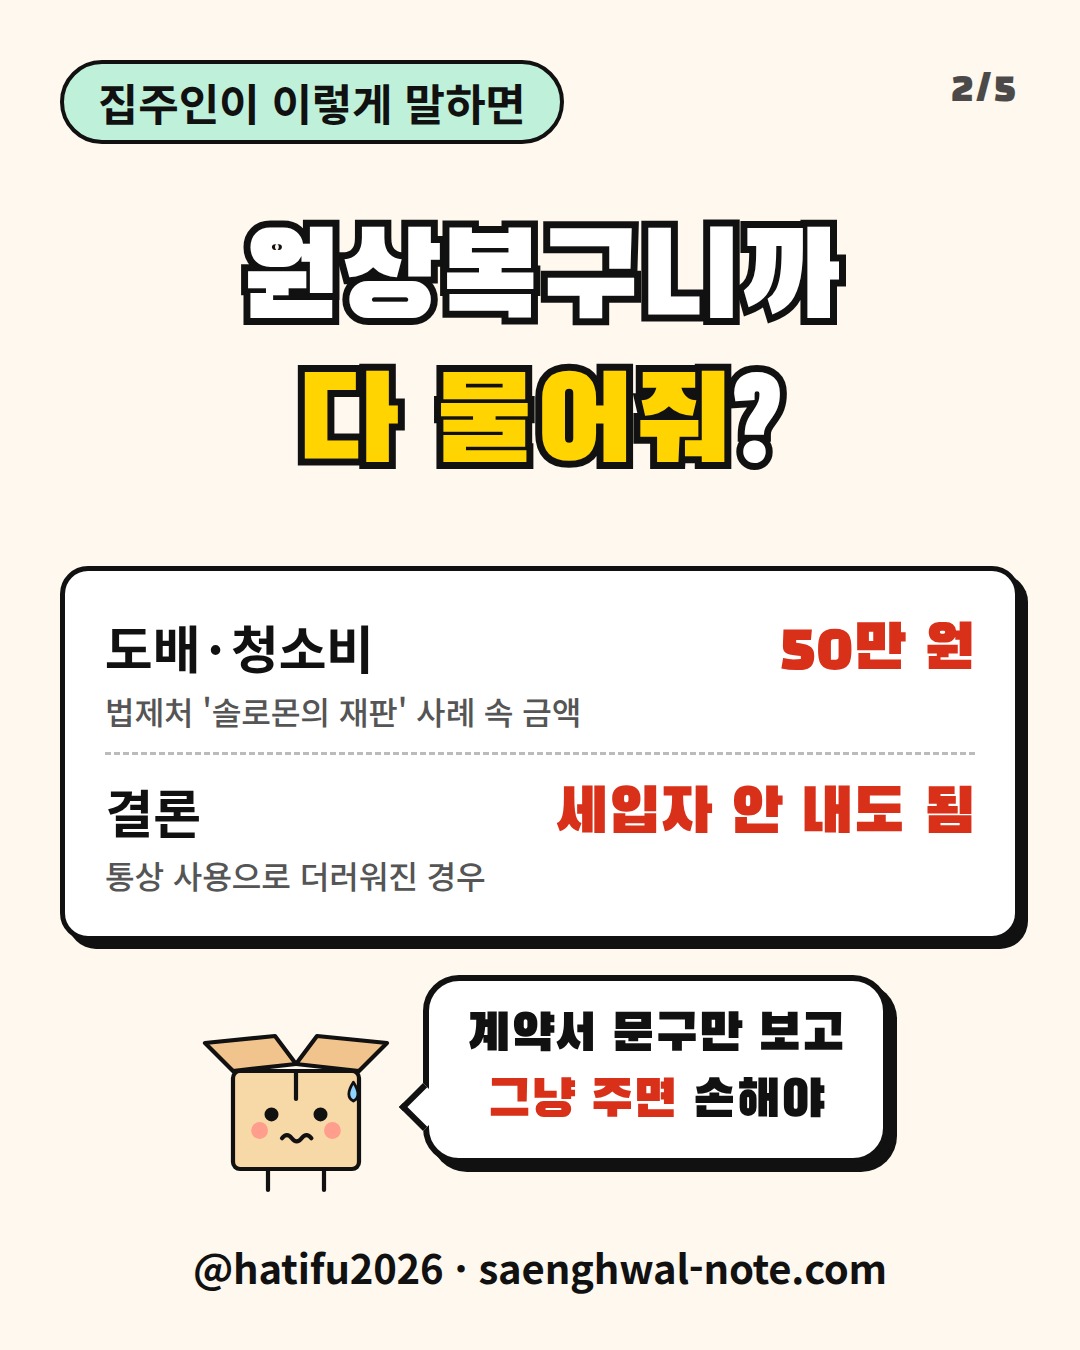 집주인이 이렇게 말하면
2/5
원상복구니까
다 물어줘?
도배·청소비
50만 원
법제처 '솔로몬의 재판' 사례 속 금액
결론
세입자 안 내도 됨
통상 사용으로 더러워진 경우
계약서 문구만 보고
그냥 주면 손해야
@hatifu2026 · saenghwal-note.com